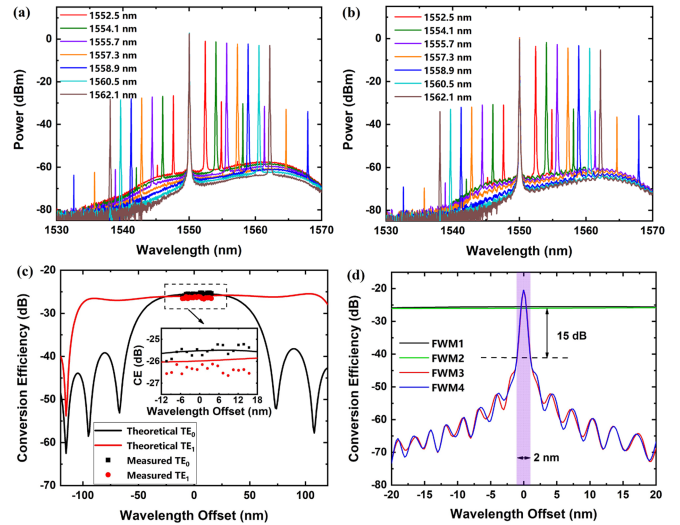 (a)
1552.5 nm
1554.1 nm
1555.7 nm
1557.3 nm
1558.9 nm
1560.5 nm
1562.1 nm
Power (dBm)
0
-20
-40
-60
-80
1530
1540
1550
1560
1570
Wavelength (nm)
(b)
1552.5 nm
1554.1 nm
1555.7 nm
1557.3 nm
1558.9 nm
1560.5 nm
1562.1 nm
Power (dBm)
0
-20
-40
-60
-80
1530
1540
1550
1560
1570
Wavelength (nm)
(c)
Conversion Efficiency (dB)
-20
-25
-30
-35
-40
-45
-50
-55
-60
-65
-70
CE (dB)
-25
-26
-27
-12
-6
0
6
12
18
Wavelength Offset (nm)
Theoretical TE0
Theoretical TE1
Measured TE0
Measured TE1
-100
-50
0
50
100
Wavelength Offset (nm)
(d)
Conversion Efficiency (dB)
-20
-30
-40
-50
-60
-70
-80
FWM1
FWM2
FWM3
FWM4
15 dB
2 nm
-20
-15
-10
-5
0
5
10
15
20
Wavelength Offset (nm)